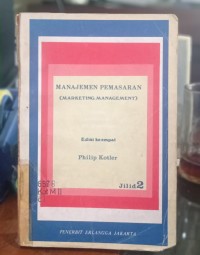 MANAJEMEN PEMASARAN
(MARKETING MANAGEMENT)
Edisi keempat
Philip Kotler
Jilid 2
PENERBIT ERLANGGA JAKARTA